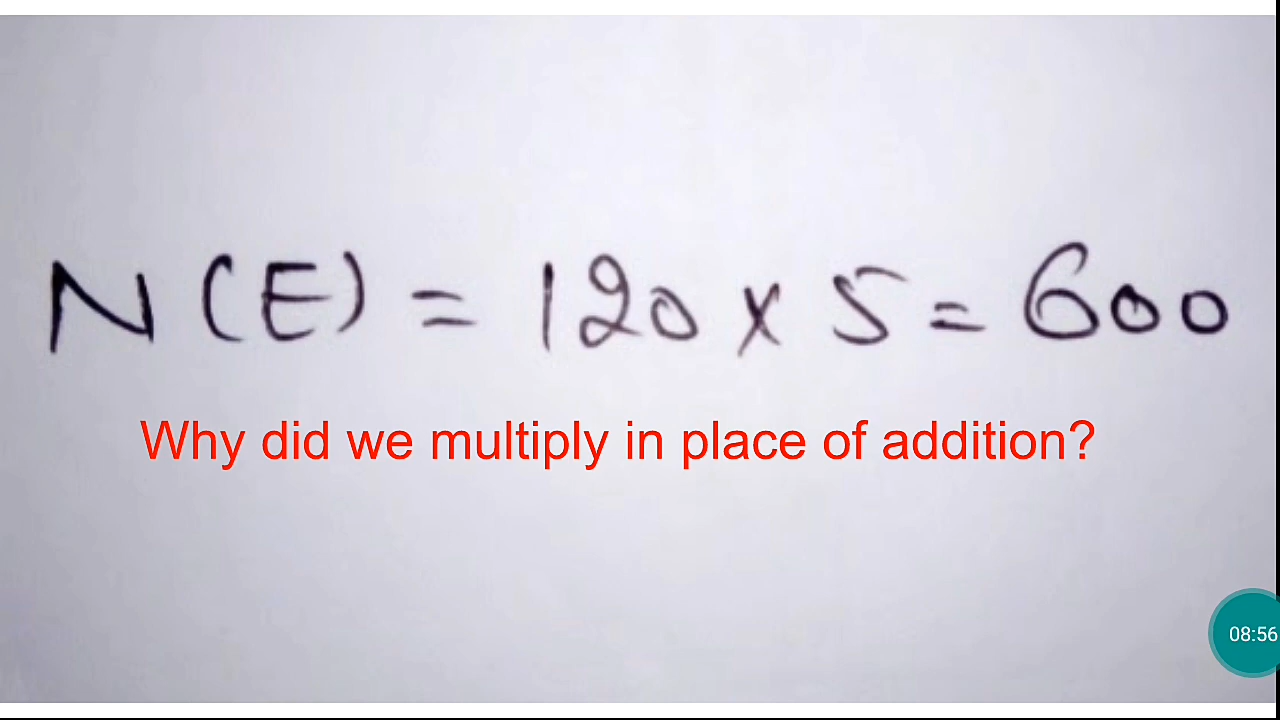 N(E) = 120 x 5 = 600
Why did we multiply in place of addition?
08:56